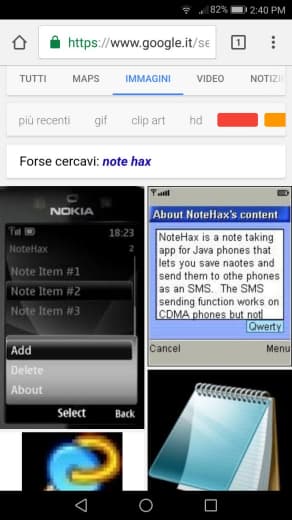 82% 2:40 PM
https://www.google.it/se
1
TUTTI MAPS IMMAGINI VIDEO NOTIZI
più recenti gif clip art hd
Forse cercavi: note hax
NOKIA
18:23
NoteHax 2
Note Item #1
Note Item #2
Note Item #3
Add
Delete
About
Select Back
About NoteHax's content
NoteHax is a note taking
app for Java phones that
lets you save naotes and
send them to othe phones
as an SMS. The SMS
sending function works on
CDMA phones but not
Qwerty
Cancel Menu